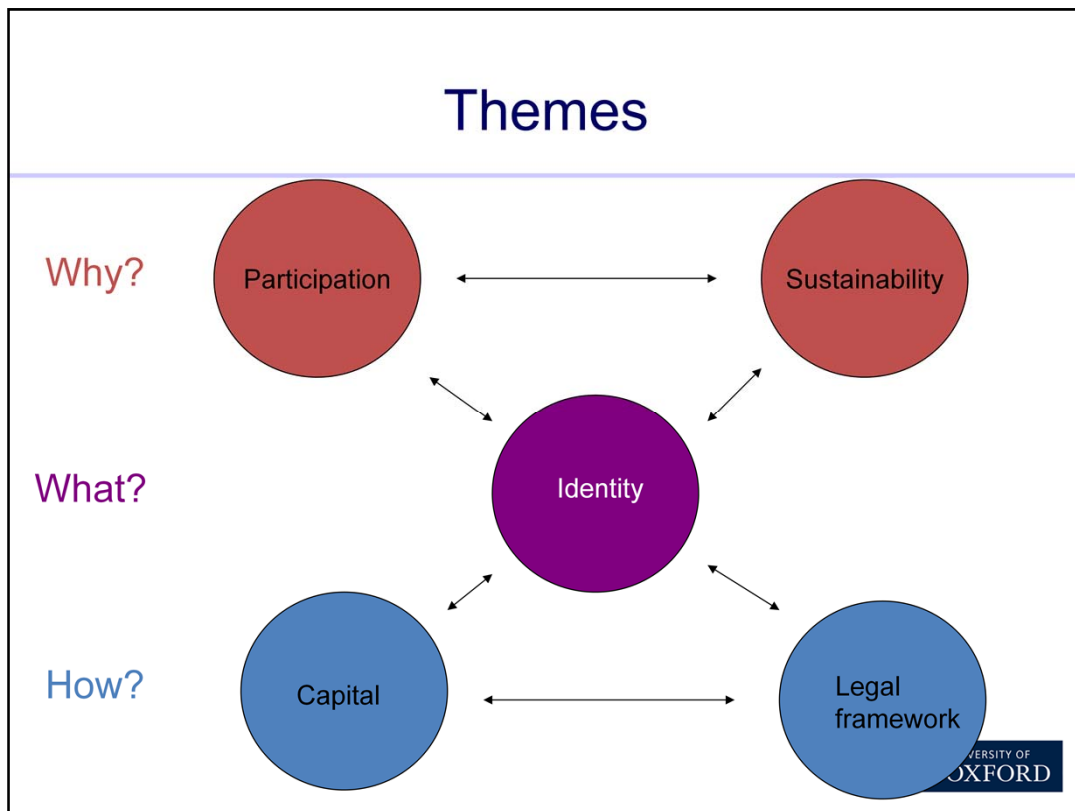 Themes
Why?
Participation
Sustainability
What?
Identity
How?
Capital
Legal
framework
OXFORD